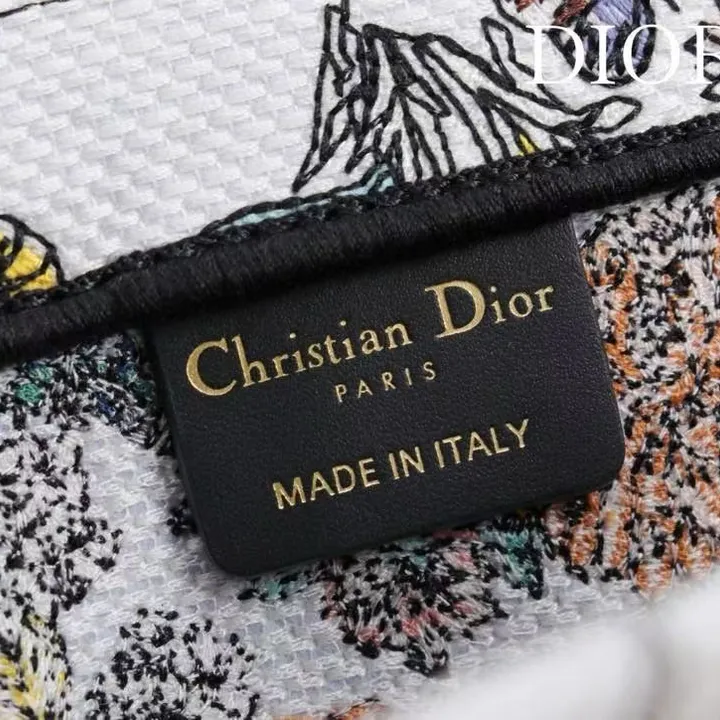 DIOR
Christian Dior
PARIS
MADE IN ITALY